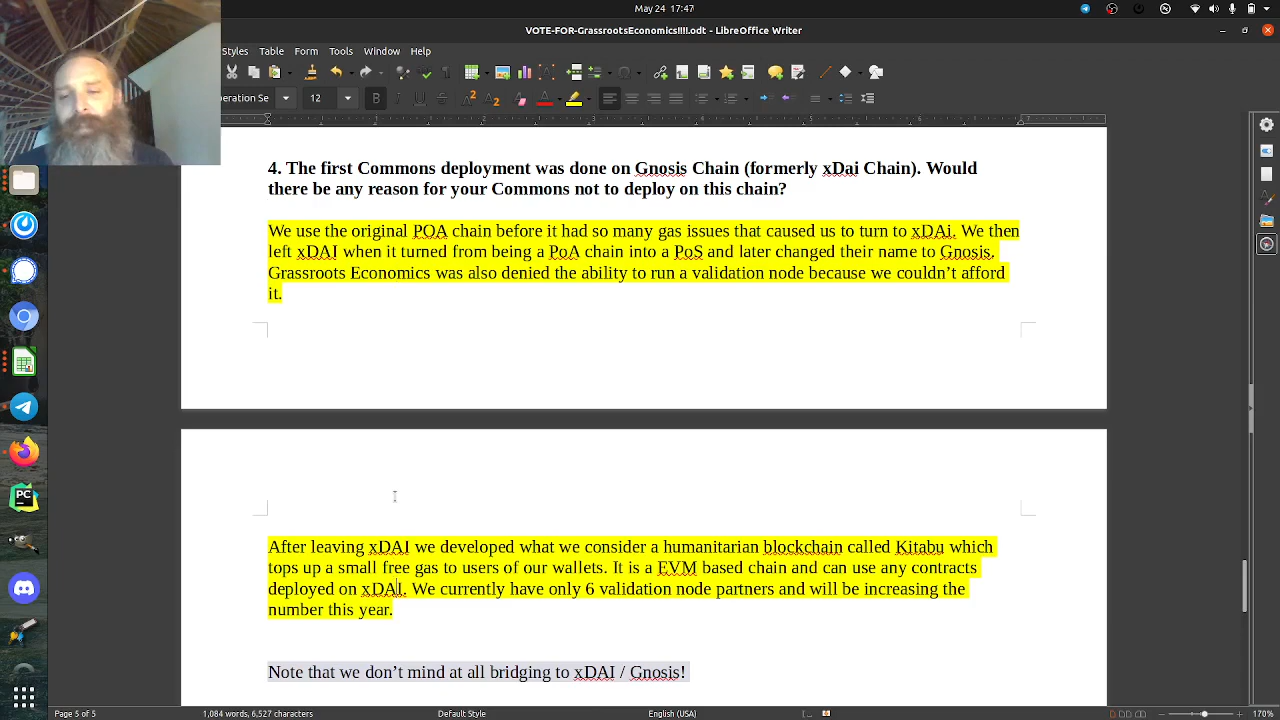 May 24 17:47
VOTE-FOR-GrassrootsEconomics!!!!.odt - LibreOffice Writer
Styles Table Form Tools Window Help
eration Se 12
1 2 3 4 5 6 7
4. The first Commons deployment was done on Gnosis Chain (formerly xDai Chain). Would
there be any reason for your Commons not to deploy on this chain?
We use the original POA chain before it had so many gas issues that caused us to turn to xDAi. We then
left xDAI when it turned from being a PoA chain into a PoS and later changed their name to Gnosis.
Grassroots Economics was also denied the ability to run a validation node because we couldn’t afford
it.
After leaving xDAI we developed what we consider a humanitarian blockchain called Kitabu which
tops up a small free gas to users of our wallets. It is a EVM based chain and can use any contracts
deployed on xDAI. We currently have only 6 validation node partners and will be increasing the
number this year.
Note that we don’t mind at all bridging to xDAI / Gnosis!
Page 5 of 5 1,084 words, 6,527 characters Default Style English (USA) 170%